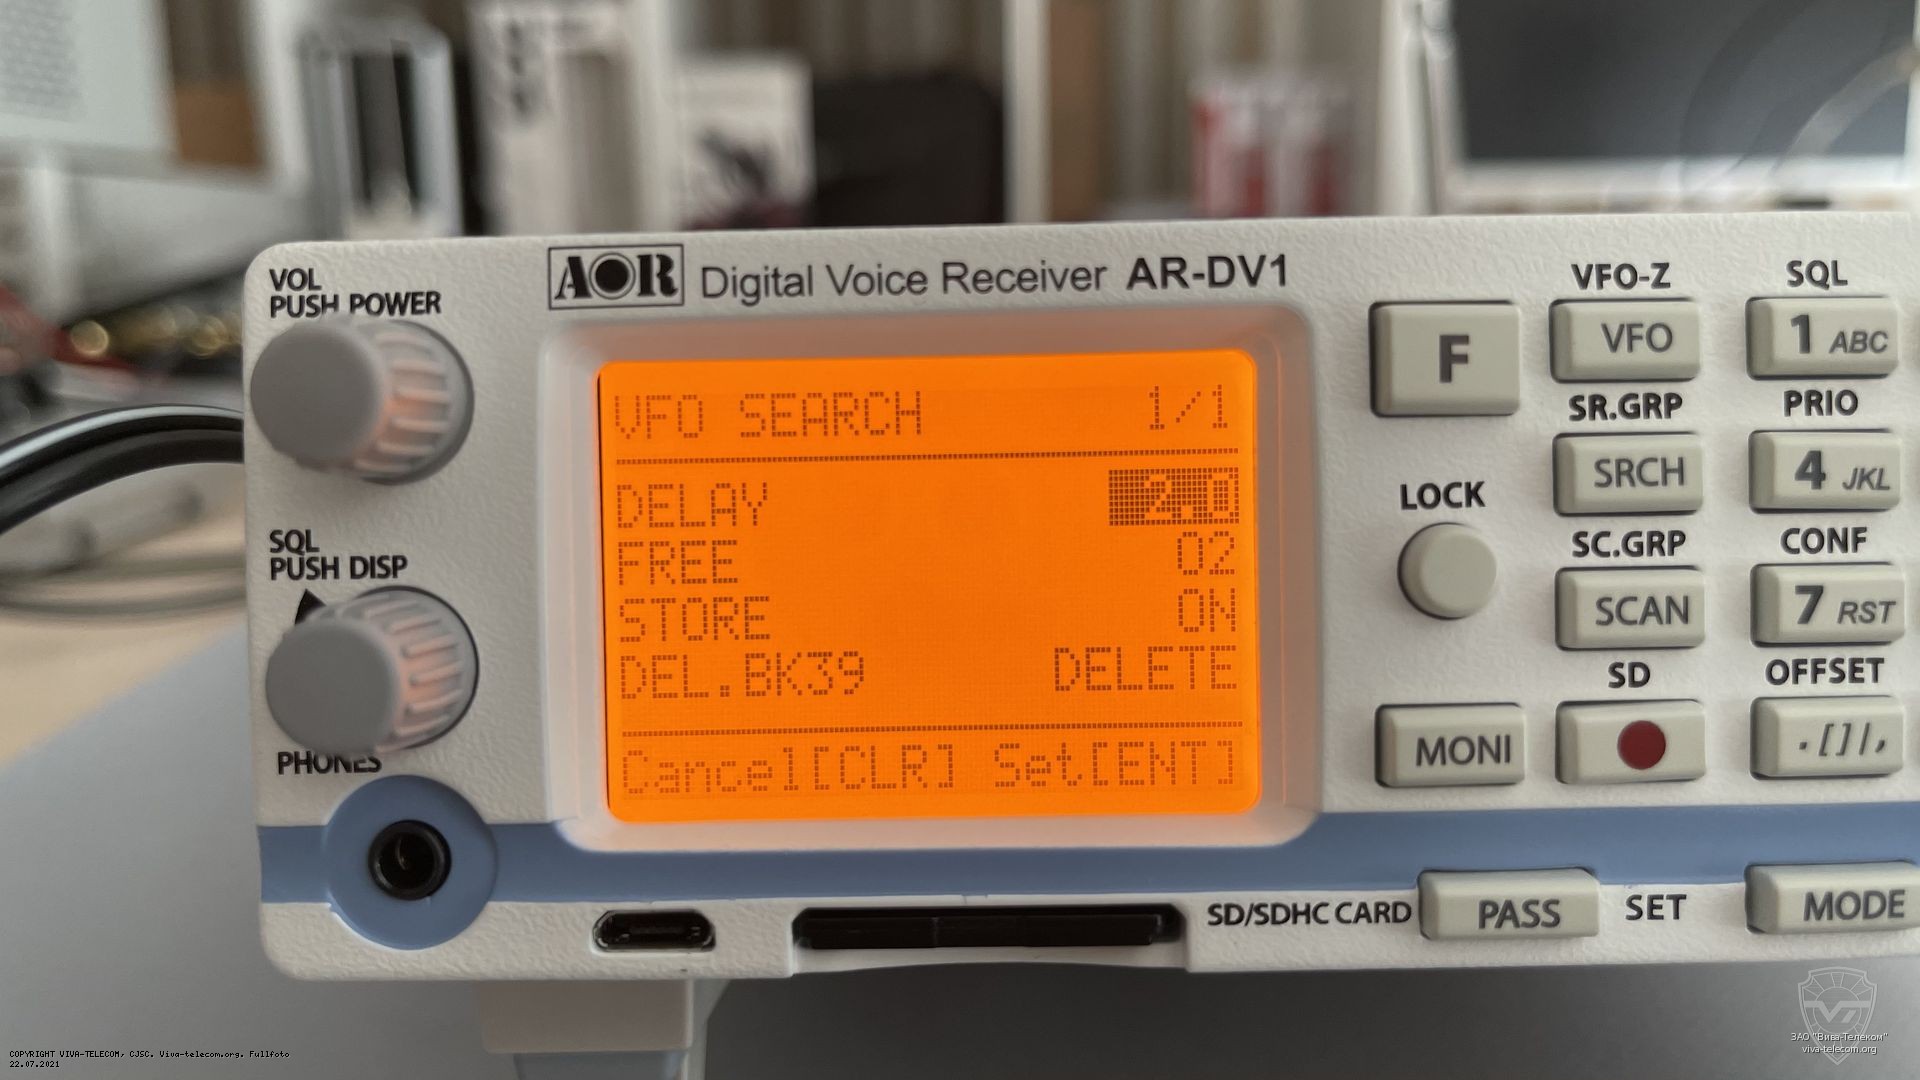 VOL
PUSH POWER
AOR Digital Voice Receiver AR-DV1
VFO SEARCH 1/1
DELAY 2.0
FREE 02
STORE ON
DEL.BK39 DELETE
Cancel[CLR] Set[ENT]
SQL
PUSH DISP
PHONES
F
LOCK
MONI
VFO-Z
VFO
SR.GRP
SRCH
SC.GRP
SCAN
SD
SQL
1 ABC
PRIO
4 JKL
CONF
7 RST
OFFSET
.[]|,
SD/SDHC CARD
PASS
SET
MODE
COPYRIGHT VIVA-TELECOM, CJSC. Viva-telecom.org. Fullfoto
22.07.2021
ЗАО "Вива-Телеком"
viva-telecom.org